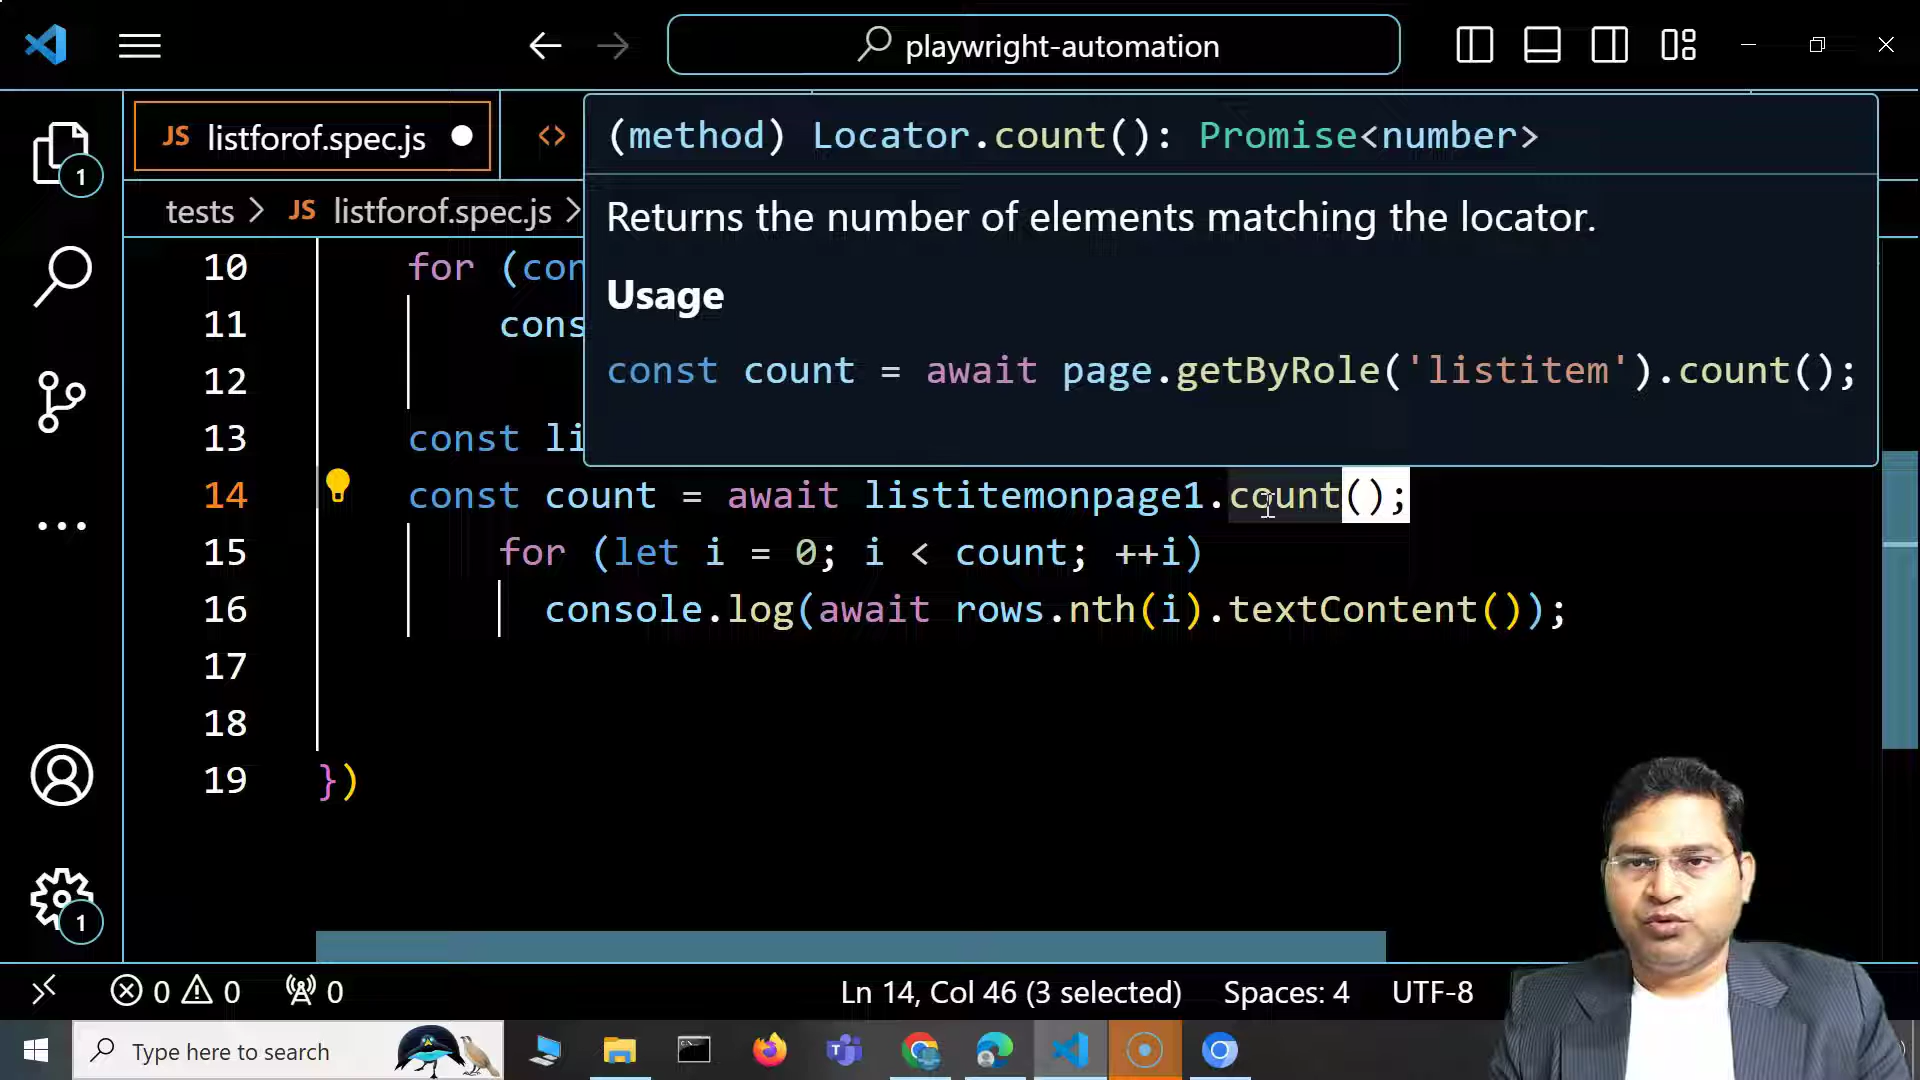 playwright-automation
JS listforof.spec.js
(method) Locator.count(): Promise<number>
1
tests > JS listforof.spec.js >
Returns the number of elements matching the locator.
Usage
const count = await page.getByRole('listitem').count();
10 for (con
11 cons
12
13 const li
14 const count = await listitemonpage1.count();
15 for (let i = 0; i < count; ++i)
16 console.log(await rows.nth(i).textContent());
17
18
19 })
1
0 0 0 Ln 14, Col 46 (3 selected) Spaces: 4 UTF-8
Type here to search